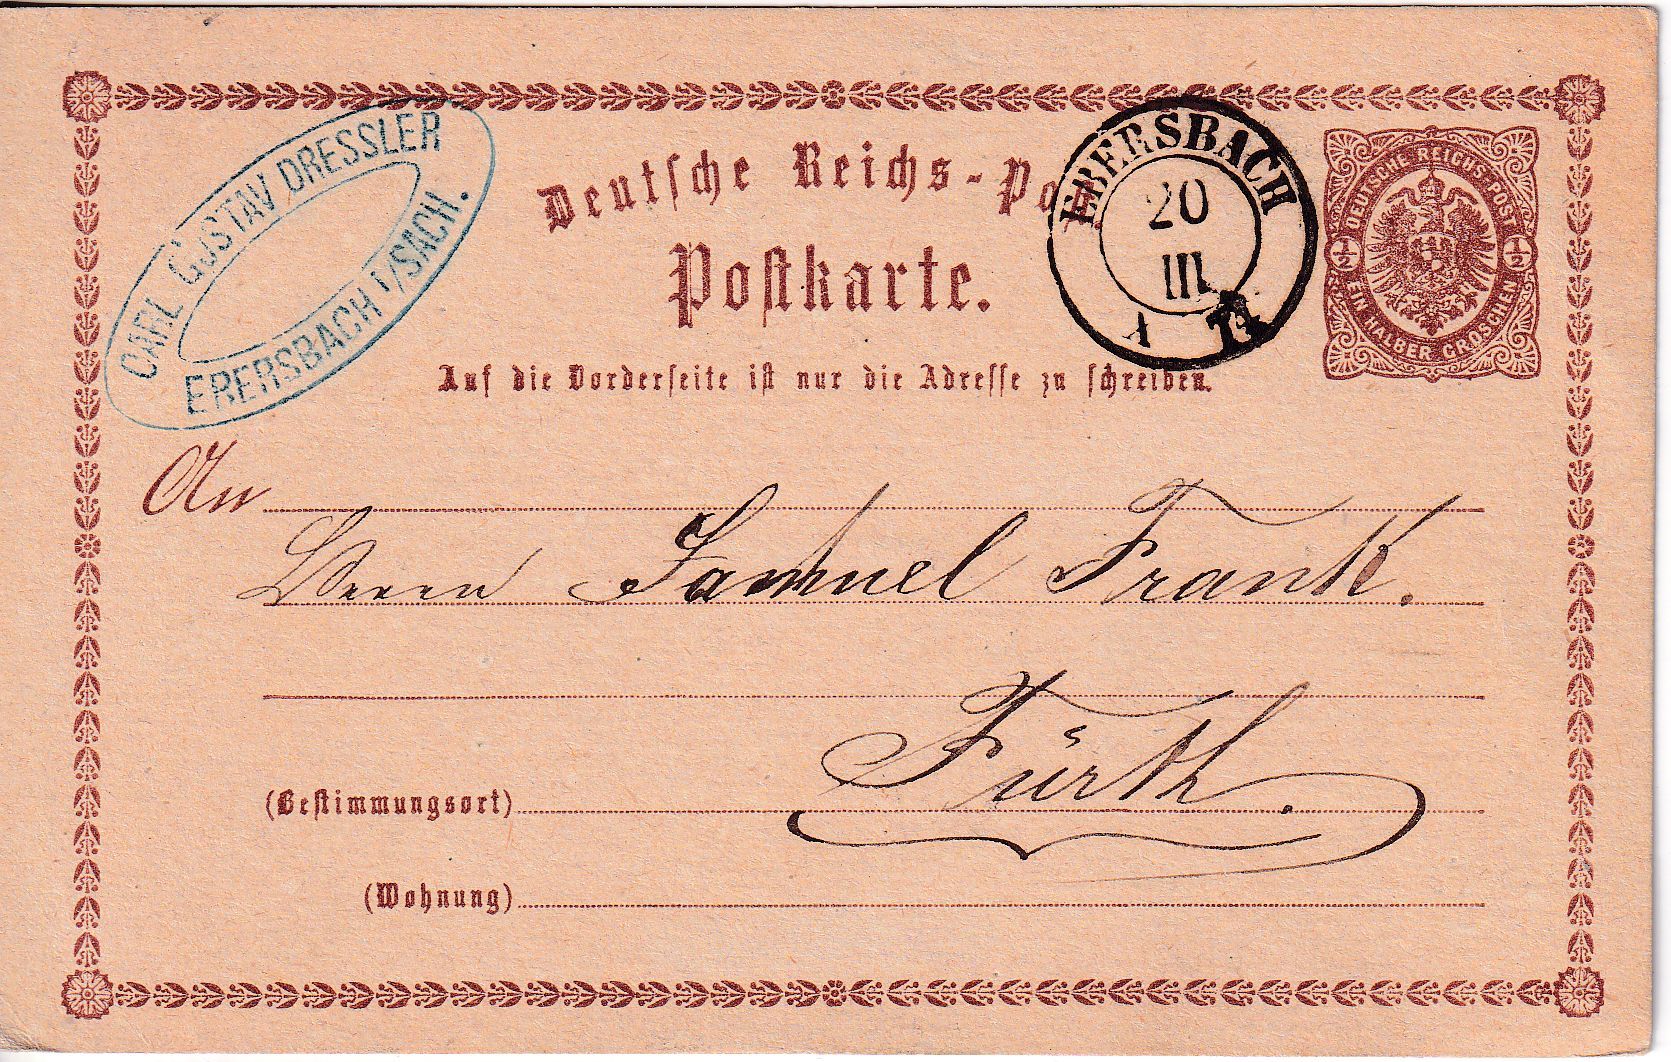 CARL GUSTAV DRESSLER
EBERSBACH I/SACH.
Deutsche Reichs-Post
Postkarte.
EBERSBACH
20
III
A
DEUTSCHE REICHS-POST
½ ½
EIN HALBER GROSCHEN
Auf die Vorderseite ist nur die Adresse zu schreiben.
An
Herrn Samuel Frank.
Fürth.
(Bestimmungsort)
(Wohnung)